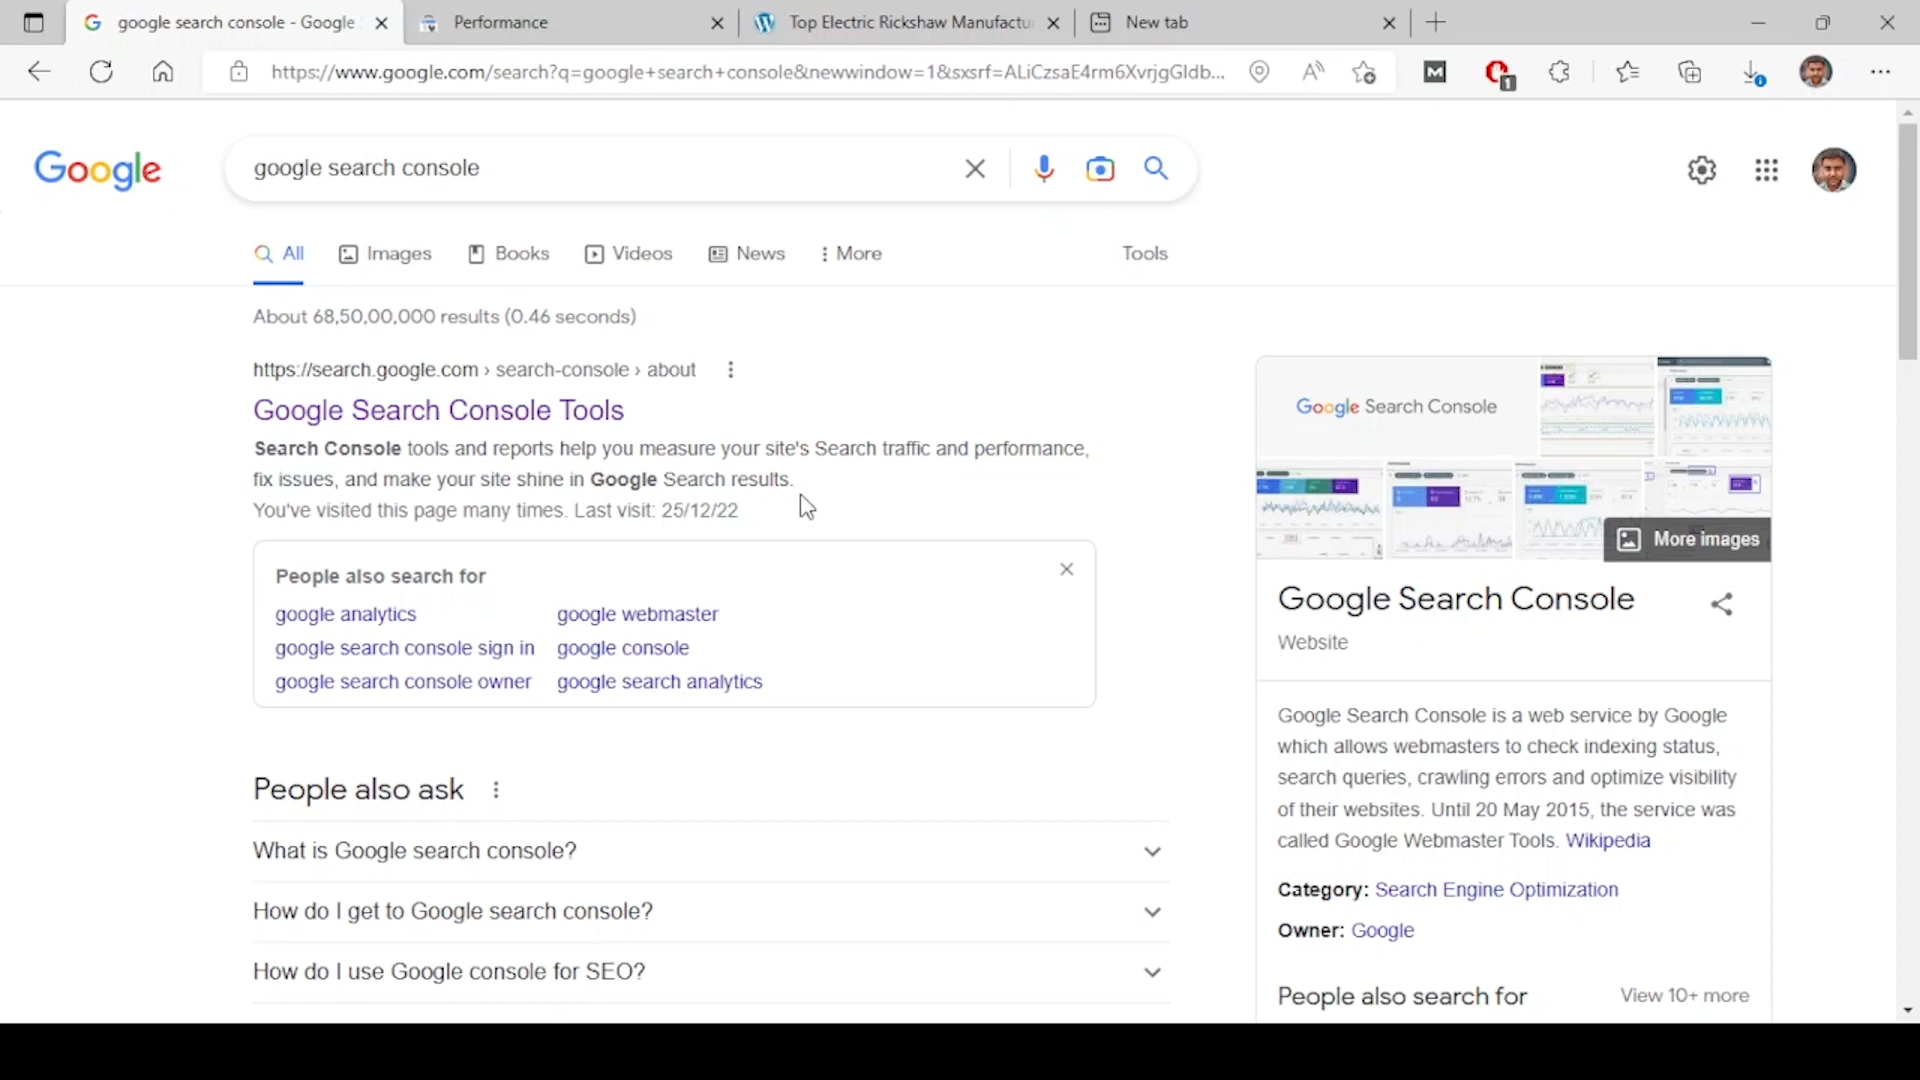 google search console - Google
Performance
Top Electric Rickshaw Manufactu
New tab
https://www.google.com/search?q=google+search+console&newwindow=1&sxsrf=ALiCzsaE4rm6XvrjgGIdb...
1
Google
google search console
All
Images
Books
Videos
News
More
Tools
About 68,50,00,000 results (0.46 seconds)
https://search.google.com › search-console › about
Google Search Console Tools
Search Console tools and reports help you measure your site's Search traffic and performance,
fix issues, and make your site shine in Google Search results.
You've visited this page many times. Last visit: 25/12/22
People also search for
google analytics
google webmaster
google search console sign in
google console
google search console owner
google search analytics
People also ask
What is Google search console?
How do I get to Google search console?
How do I use Google console for SEO?
Google Search Console
More images
Google Search Console
Website
Google Search Console is a web service by Google
which allows webmasters to check indexing status,
search queries, crawling errors and optimize visibility
of their websites. Until 20 May 2015, the service was
called Google Webmaster Tools. Wikipedia
Category: Search Engine Optimization
Owner: Google
People also search for
View 10+ more